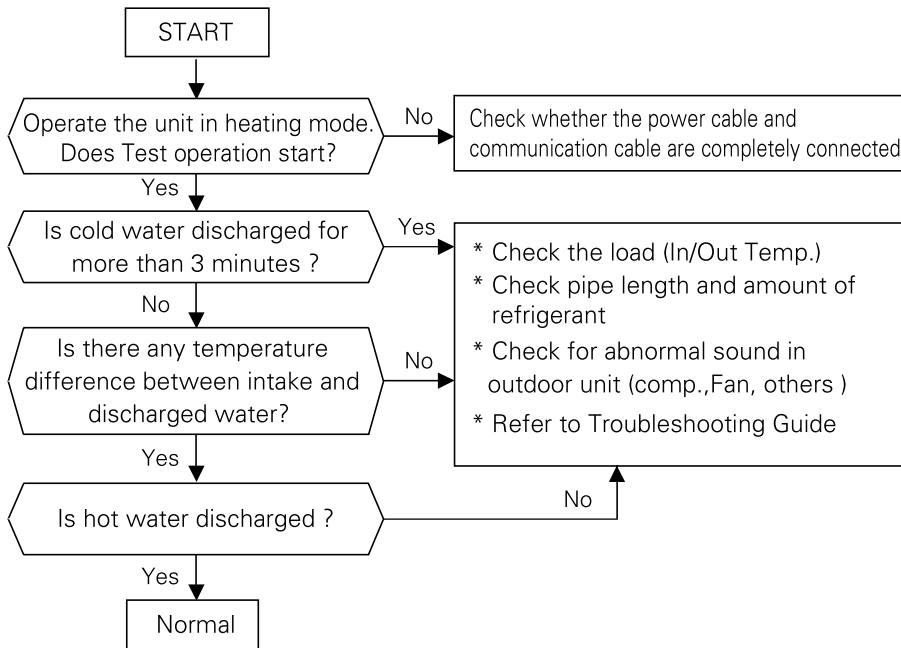 START
Operate the unit in heating mode.
Does Test operation start?
No
Check whether the power cable and
communication cable are completely connected
Yes
Is cold water discharged for
more than 3 minutes ?
Yes
* Check the load (In/Out Temp.)
* Check pipe length and amount of
refrigerant
* Check for abnormal sound in
outdoor unit (comp.,Fan, others )
* Refer to Troubleshooting Guide
No
Is there any temperature
difference between intake and
discharged water?
No
Yes
Is hot water discharged ?
No
Yes
Normal